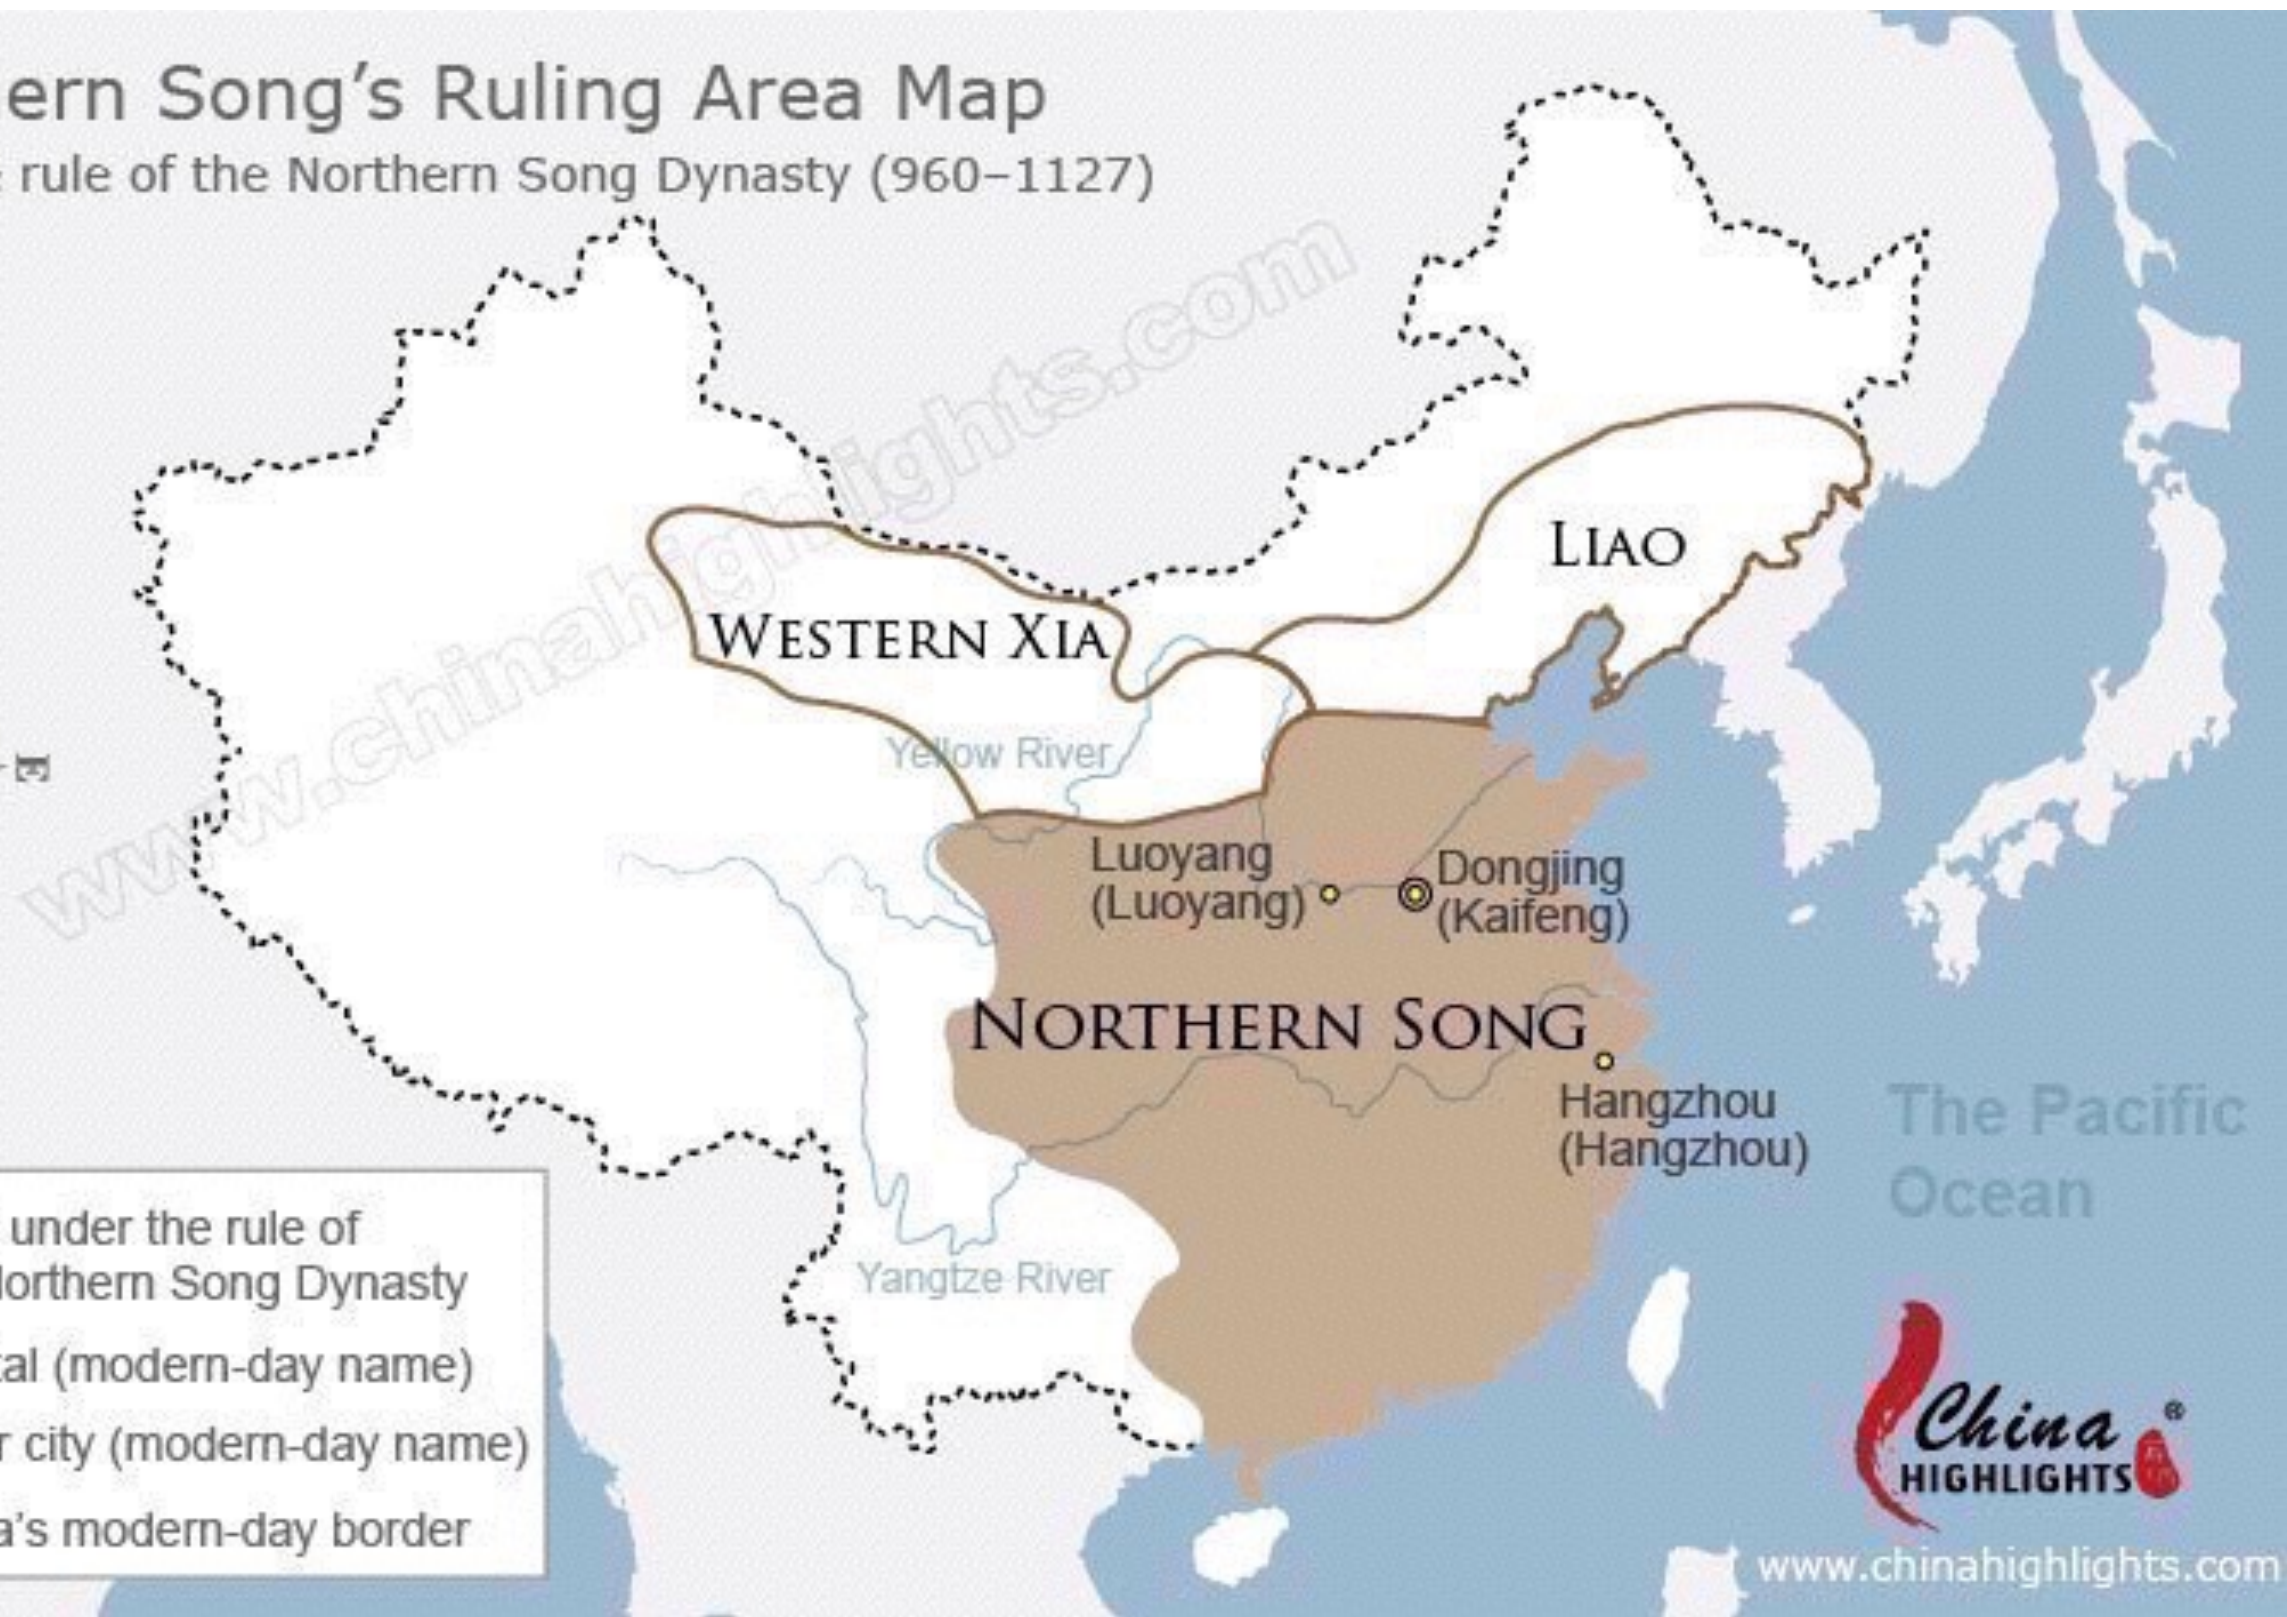 ern Song's Ruling Area Map
rule of the Northern Song Dynasty (960–1127)
www.chinahighlights.com
LIAO
WESTERN XIA
Yellow River
E
Luoyang
(Luoyang)
Dongjing
(Kaifeng)
NORTHERN SONG
Hangzhou
(Hangzhou)
The Pacific
Ocean
Yangtze River
under the rule of
Northern Song Dynasty
tal (modern-day name)
r city (modern-day name)
a's modern-day border
China ®
HIGHLIGHTS
www.chinahighlights.com